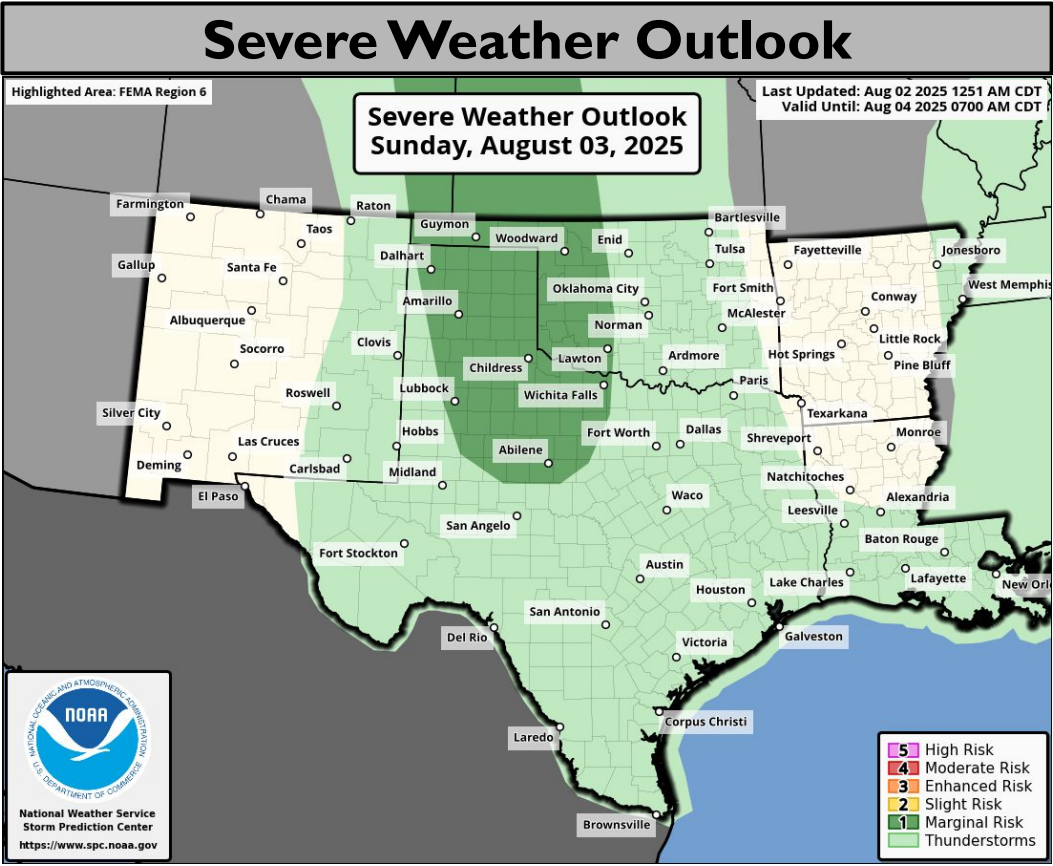 Severe Weather Outlook
Highlighted Area: FEMA Region 6
Last Updated: Aug 02 2025 1251 AM CDT
Valid Until: Aug 04 2025 0700 AM CDT
Severe Weather Outlook
Sunday, August 03, 2025
Farmington
Chama
Raton
Taos
Guymon
Woodward
Enid
Bartlesville
Tulsa
Fayetteville
Jonesboro
Gallup
Santa Fe
Dalhart
Oklahoma City
Fort Smith
West Memphis
Albuquerque
Amarillo
Norman
McAlester
Conway
Little Rock
Socorro
Clovis
Childress
Lawton
Ardmore
Hot Springs
Pine Bluff
Roswell
Lubbock
Wichita Falls
Paris
Texarkana
Silver City
Las Cruces
Hobbs
Fort Worth
Dallas
Shreveport
Monroe
Deming
Carlsbad
Midland
Abilene
Natchitoches
El Paso
Waco
Leesville
Alexandria
San Angelo
Fort Stockton
Baton Rouge
Austin
Houston
Lake Charles
Lafayette
New Orl
San Antonio
Del Rio
Victoria
Galveston
Laredo
Corpus Christi
Brownsville
NATIONAL OCEANIC AND ATMOSPHERIC ADMINISTRATION
NOAA
U.S. DEPARTMENT OF COMMERCE
National Weather Service
Storm Prediction Center
https://www.spc.noaa.gov
5 High Risk
4 Moderate Risk
3 Enhanced Risk
2 Slight Risk
1 Marginal Risk
Thunderstorms